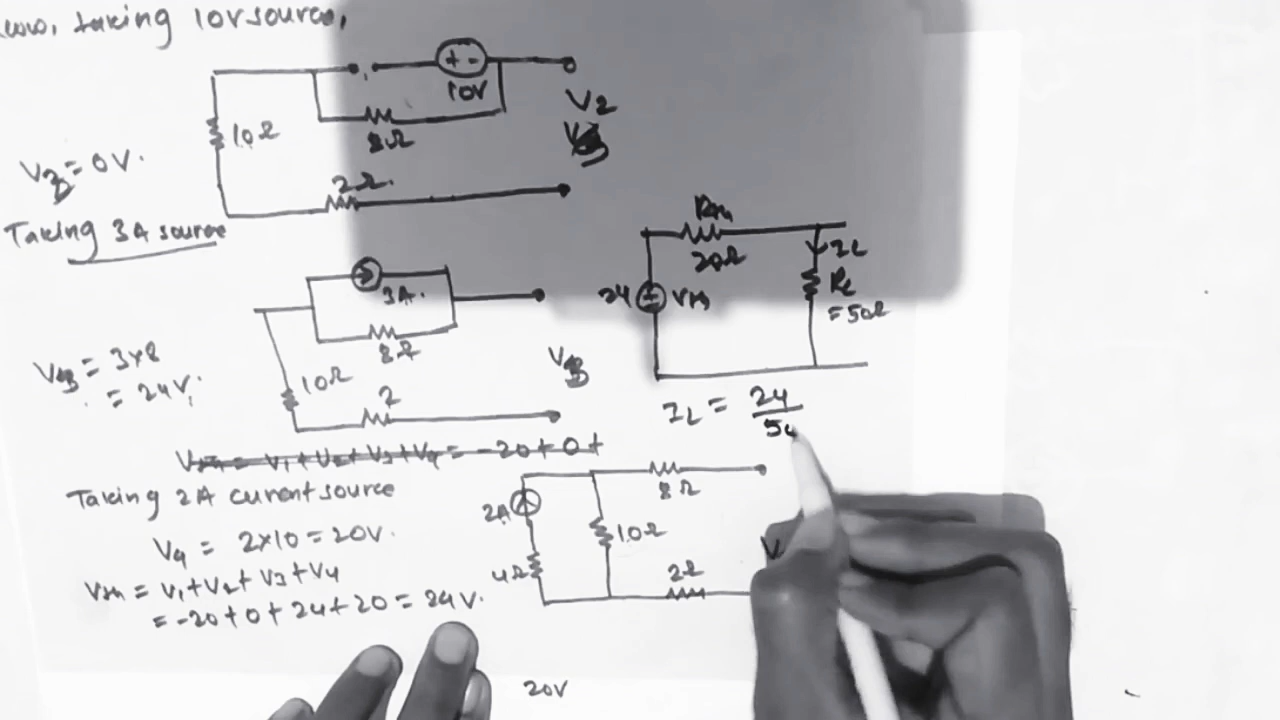 taking 10V source,
+ -
10V
8Ω
10Ω
V2
V3 = 0V.
2Ω.
Taking 3A source
3A.
8Ω
V3 = 3×8
= 24V.
10Ω
2
V3
RTH
20Ω
IL
24
VTH
RL
= 50Ω
IL = 24
Taking 2A current source
V4 = 2×10 = 20V.
VTH = V1+V2+V3+V4
= -20+0+24+20 = 24V.
2A
4Ω
10Ω
8Ω
2Ω
20V